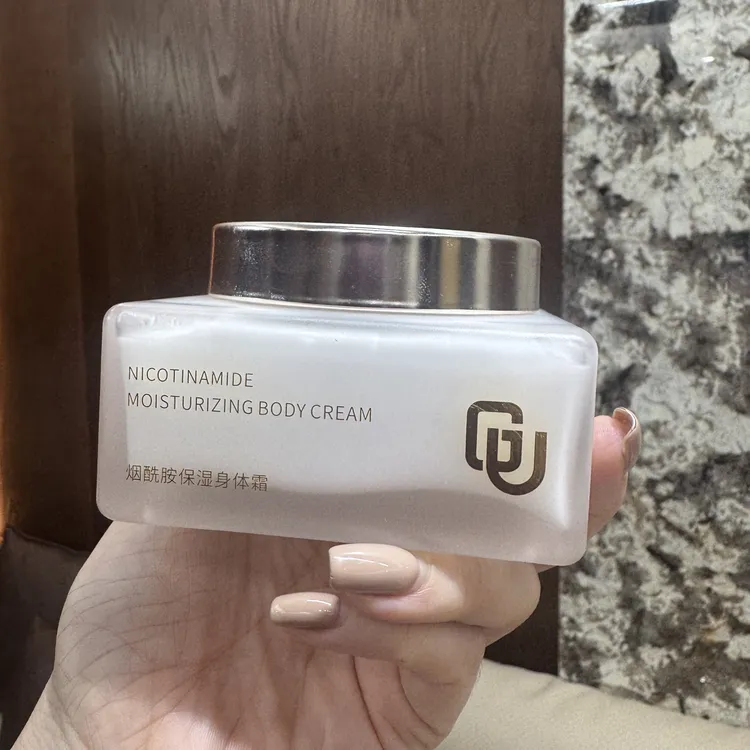 NICOTINAMIDE
MOISTURIZING BODY CREAM
烟酰胺保湿身体霜